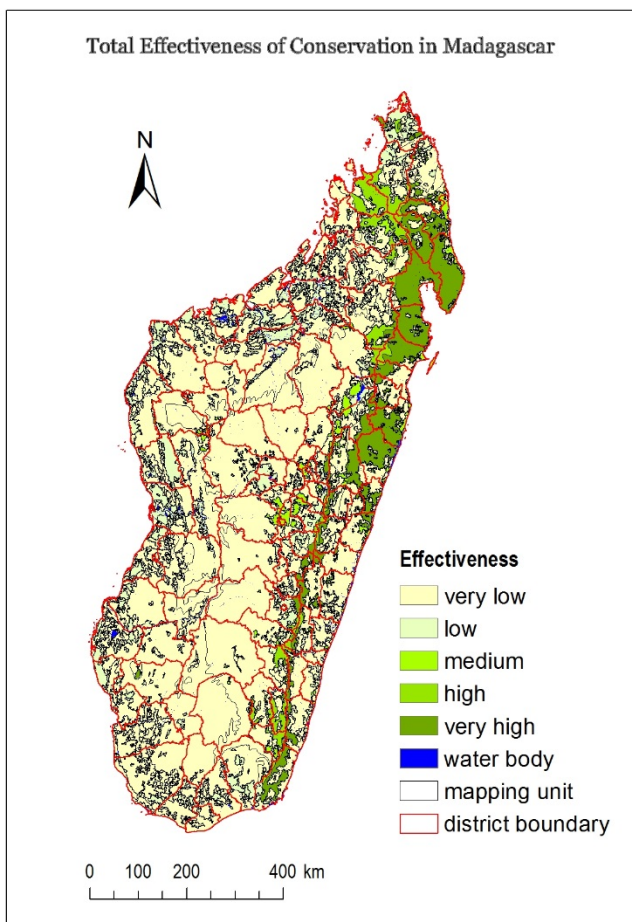 Total Effectiveness of Conservation in Madagascar
N
Effectiveness
very low
low
medium
high
very high
water body
mapping unit
district boundary
0 100 200 400 km